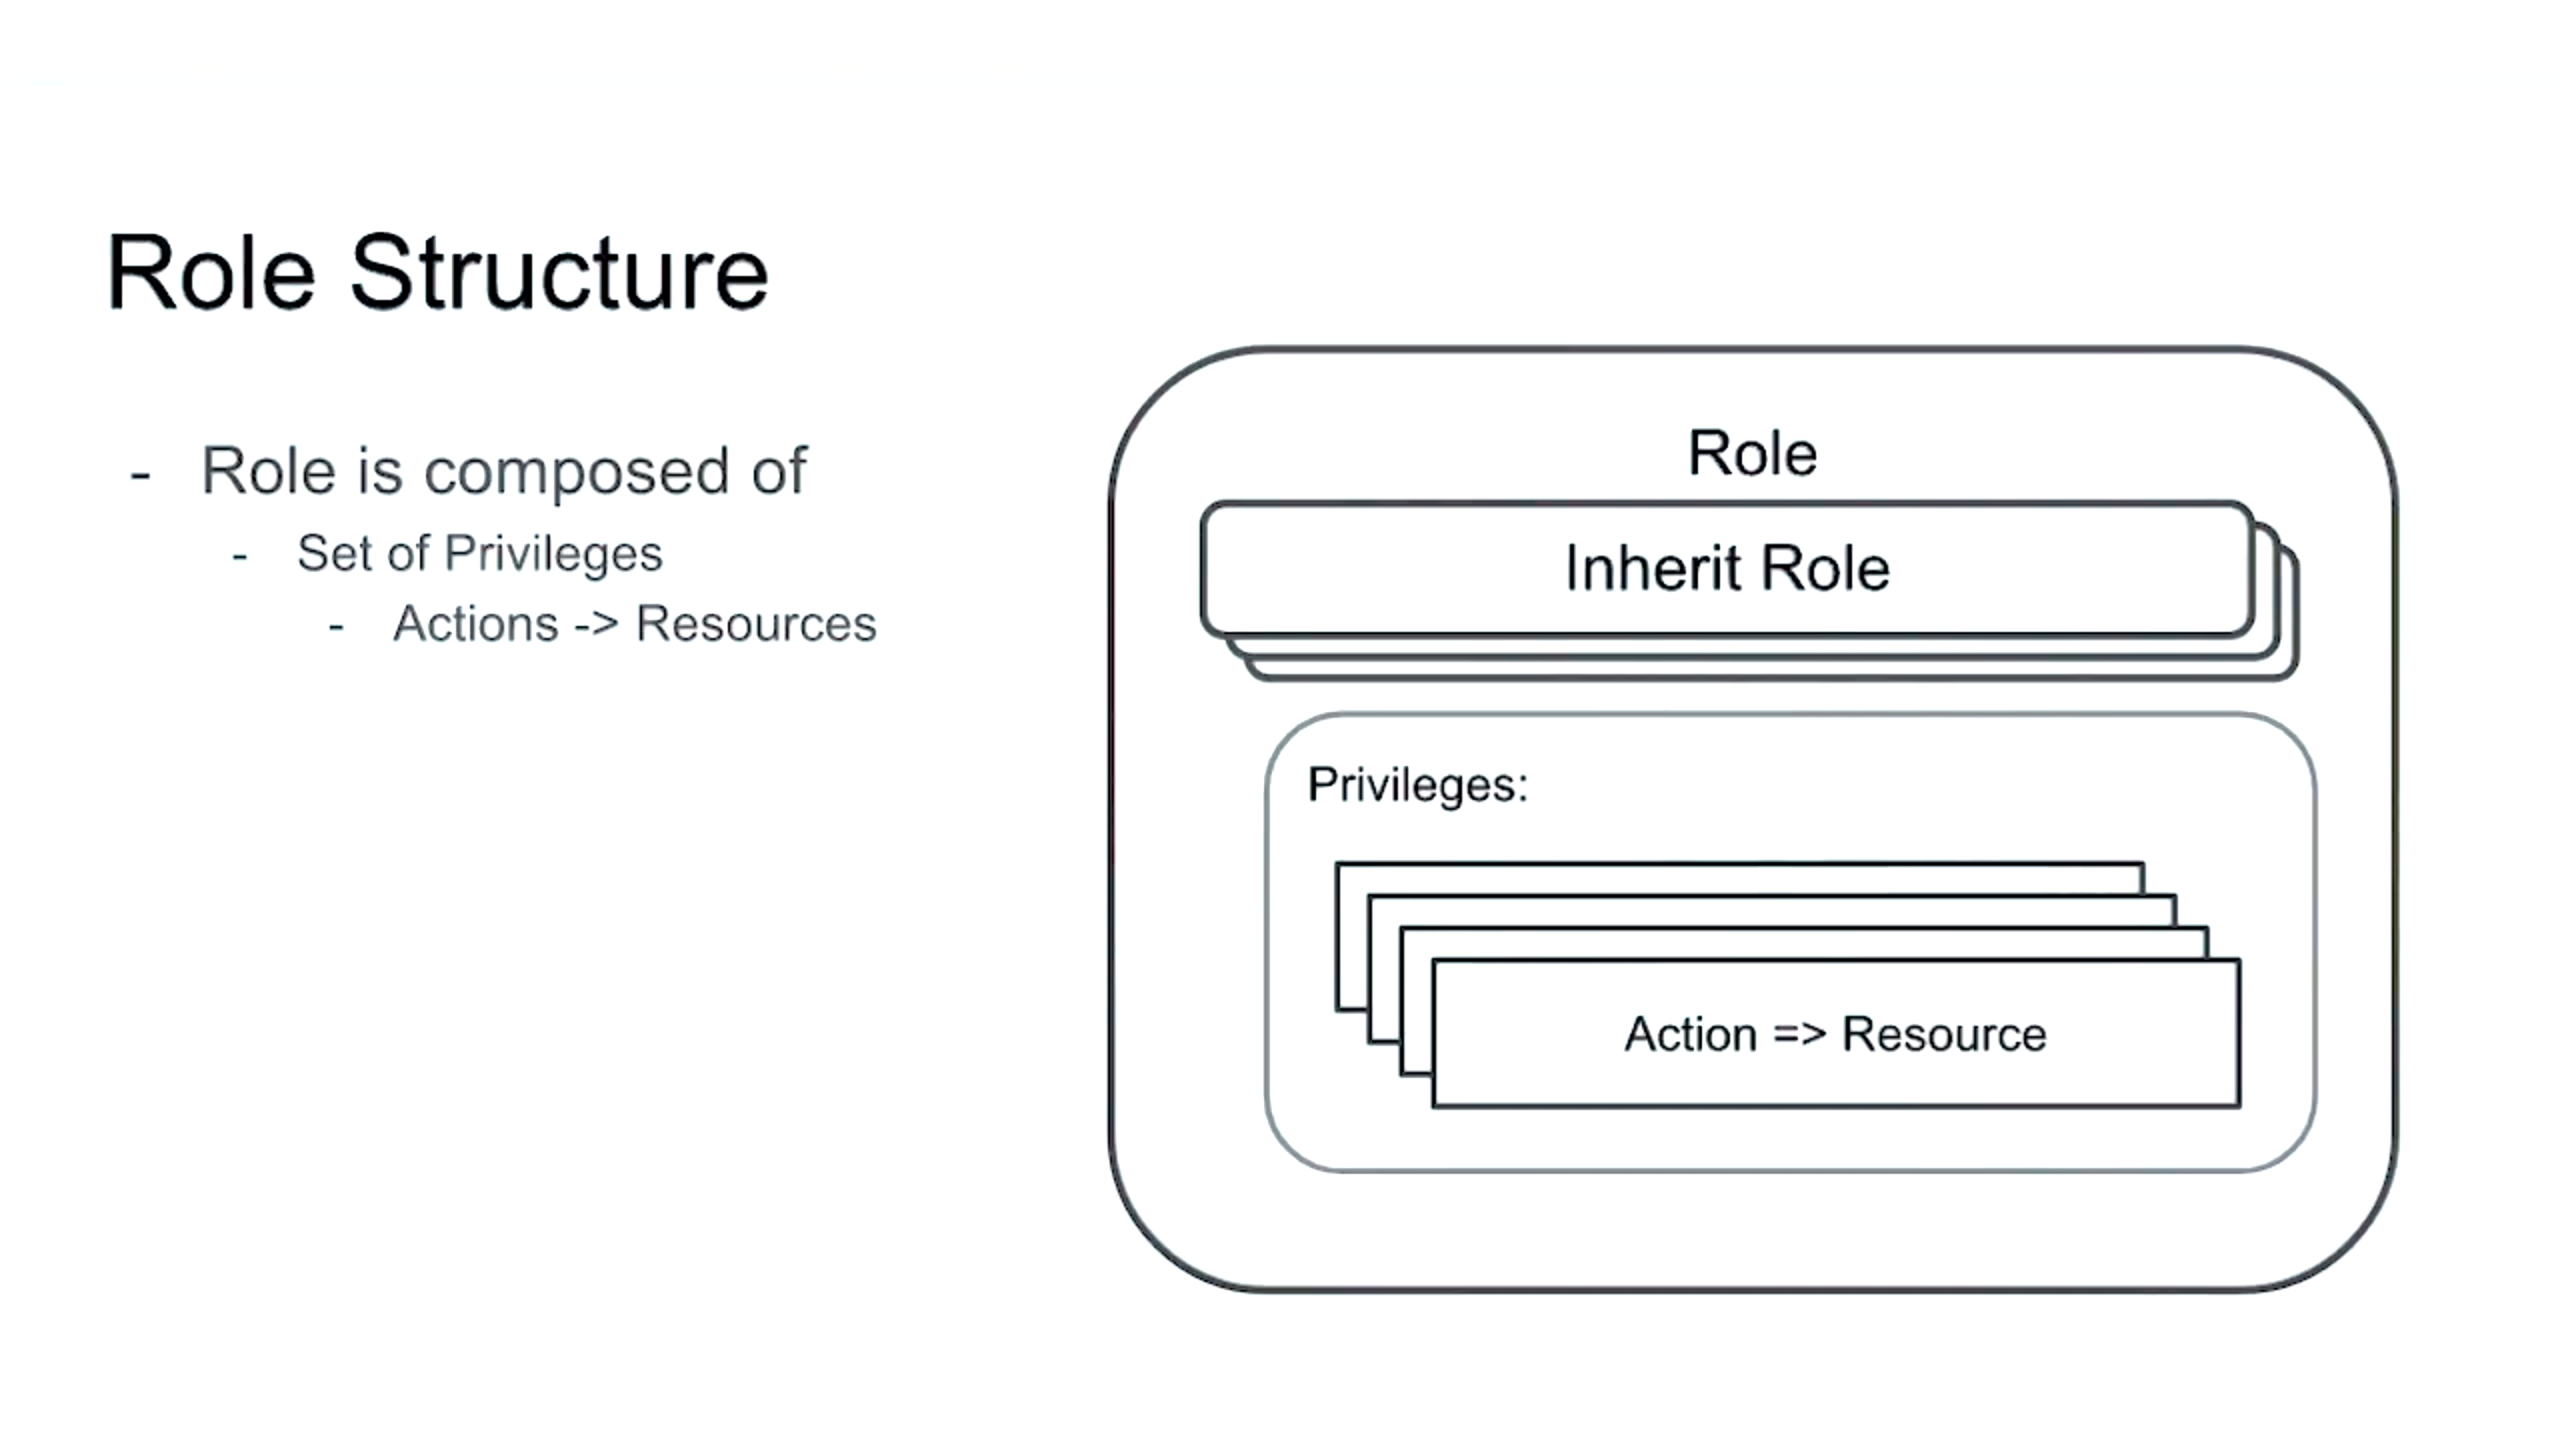 Role Structure
- Role is composed of
- Set of Privileges
- Actions -> Resources
Role
Inherit Role
Privileges:
Action => Resource